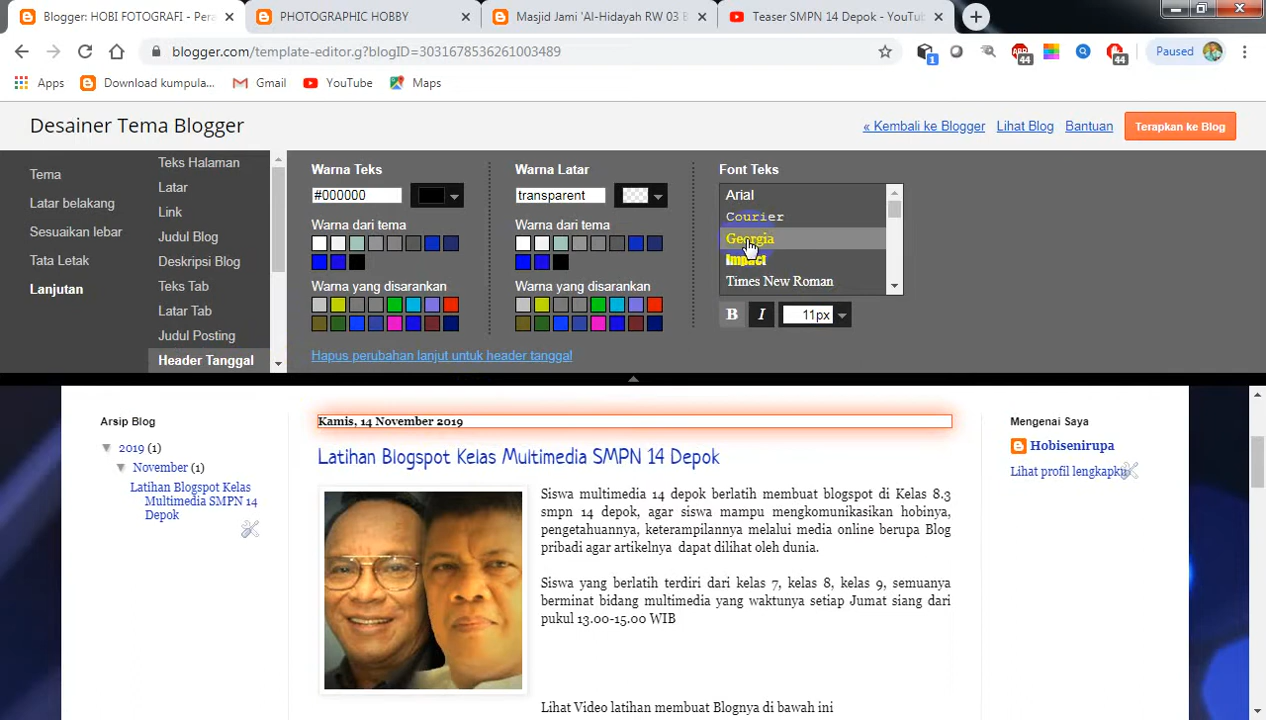 Blogger: HOBI FOTOGRAFI - Pera
PHOTOGRAPHIC HOBBY
Masjid Jami 'Al-Hidayah RW 03 B
Teaser SMPN 14 Depok - YouTub
blogger.com/template-editor.g?blogID=3031678536261003489
1
44
44
Paused
Apps
Download kumpula...
Gmail
YouTube
Maps
Desainer Tema Blogger
« Kembali ke Blogger
Lihat Blog
Bantuan
Terapkan ke Blog
Tema
Latar belakang
Sesuaikan lebar
Tata Letak
Lanjutan
Teks Halaman
Latar
Link
Judul Blog
Deskripsi Blog
Teks Tab
Latar Tab
Judul Posting
Header Tanggal
Warna Teks
#000000
Warna dari tema
Warna yang disarankan
Warna Latar
transparent
Warna dari tema
Warna yang disarankan
Font Teks
Arial
Courier
Georgia
Impact
Times New Roman
B
I
11px
Hapus perubahan lanjut untuk header tanggal
Arsip Blog
2019 (1)
November (1)
Latihan Blogspot Kelas
Multimedia SMPN 14
Depok
Kamis, 14 November 2019
Latihan Blogspot Kelas Multimedia SMPN 14 Depok
Siswa multimedia 14 depok berlatih membuat blogspot di Kelas 8.3
smpn 14 depok, agar siswa mampu mengkomunikasikan hobinya,
pengetahuannya, keterampilannya melalui media online berupa Blog
pribadi agar artikelnya dapat dilihat oleh dunia.
Siswa yang berlatih terdiri dari kelas 7, kelas 8, kelas 9, semuanya
berminat bidang multimedia yang waktunya setiap Jumat siang dari
pukul 13.00-15.00 WIB
Lihat Video latihan membuat Blognya di bawah ini
Mengenai Saya
Hobisenirupa
Lihat profil lengkapku